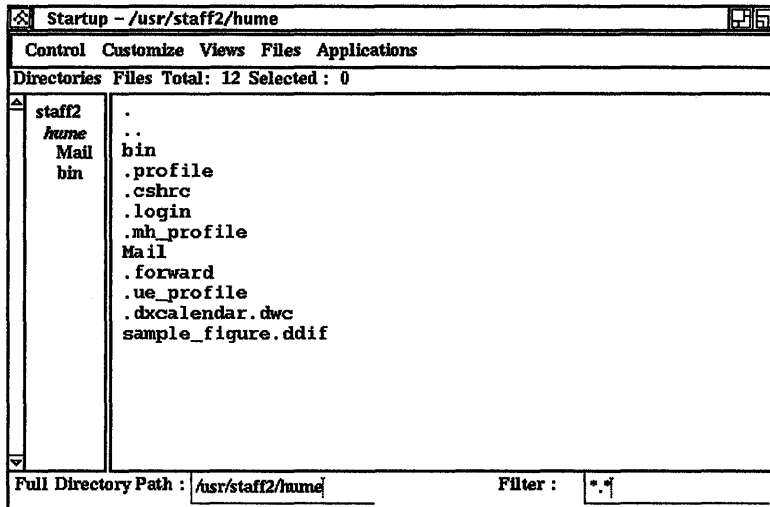 Startup – /usr/staff2/hume
Control Customize Views Files Applications
Directories Files Total: 12 Selected : 0
staff2
hume
Mail
bin
.
..
bin
.profile
.cshrc
.login
.mh_profile
Mail
.forward
.ue_profile
.dxcalendar.dwc
sample_figure.ddif
Full Directory Path : /usr/staff2/hume Filter : *.*